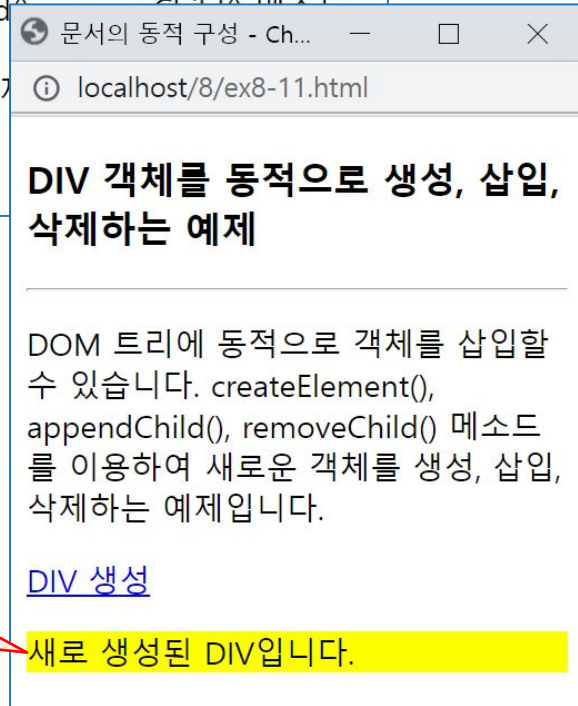 문서의 동적 구성 - Ch...
localhost/8/ex8-11.html
DIV 객체를 동적으로 생성, 삽입,
삭제하는 예제
DOM 트리에 동적으로 객체를 삽입할
수 있습니다. createElement(),
appendChild(), removeChild() 메소드
를 이용하여 새로운 객체를 생성, 삽입,
삭제하는 예제입니다.
DIV 생성
새로 생성된 DIV입니다.